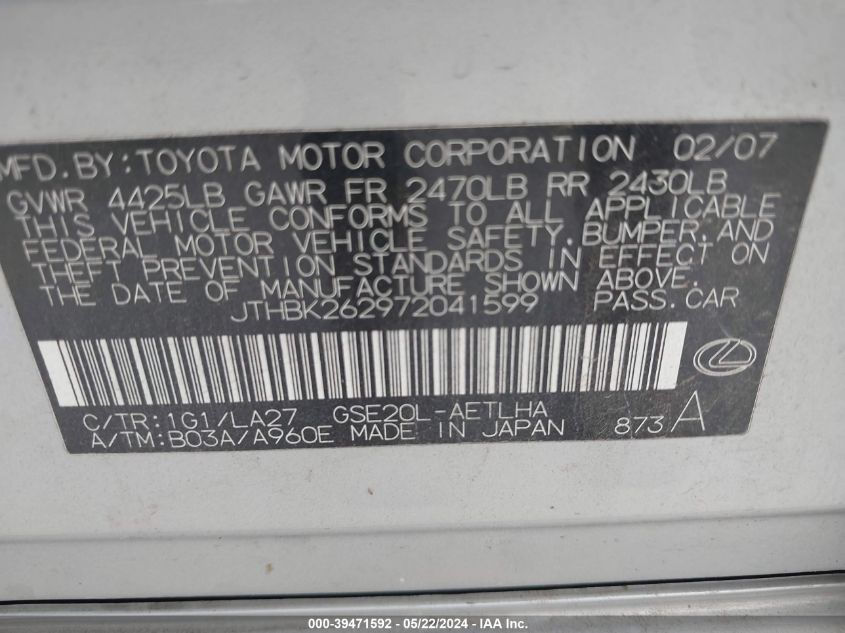 MFD. BY: TOYOTA MOTOR CORPORATION 02/07
GVWR 4425LB GAWR FR 2470LB RR 2430LB
THIS VEHICLE CONFORMS TO ALL APPLICABLE
FEDERAL MOTOR VEHICLE SAFETY, BUMPER, AND
THEFT PREVENTION STANDARDS IN EFFECT ON
THE DATE OF MANUFACTURE SHOWN ABOVE.
JTHBK262972041599 PASS. CAR
C/TR: 1G1/LA27 GSE20L-AETLHA
A/TM: B03A/A960E MADE IN JAPAN 873 A
000-39471592 - 05/22/2024 - IAA Inc.